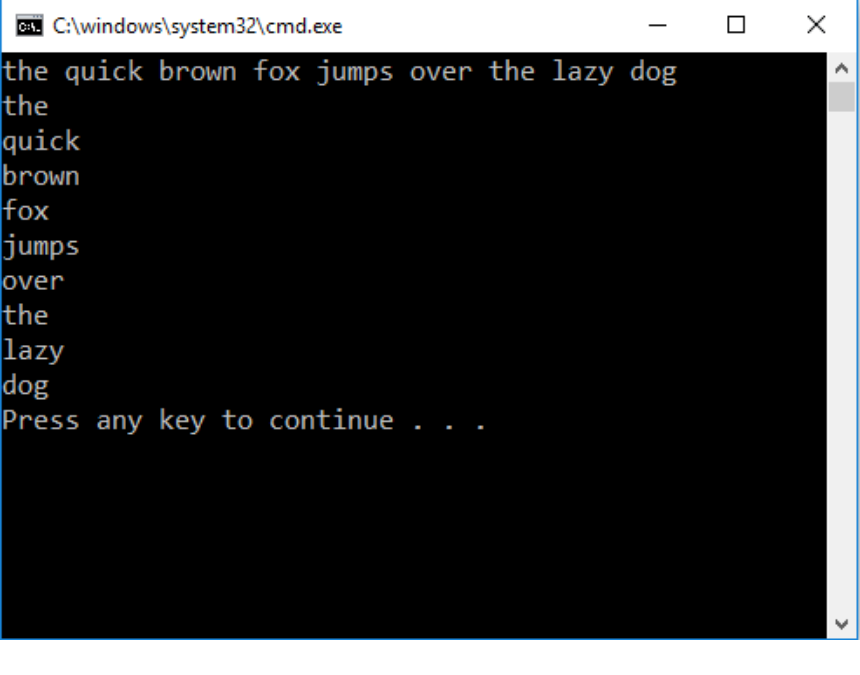 C:\windows\system32\cmd.exe
the quick brown fox jumps over the lazy dog
the
quick
brown
fox
jumps
over
the
lazy
dog
Press any key to continue . . .